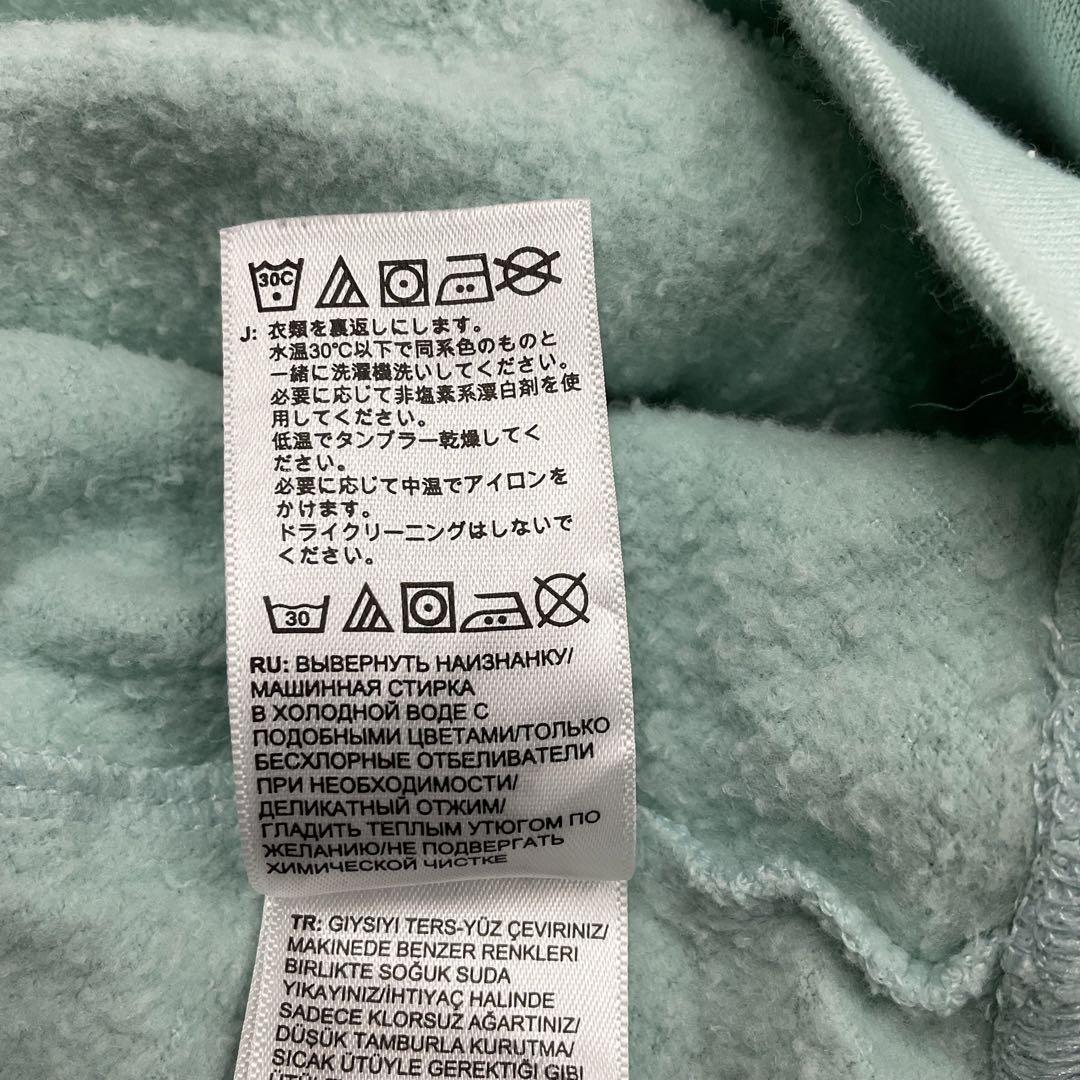 30C
J: 衣類を裏返しにします。
水温30℃以下で同系色のものと
一緒に洗濯機洗いしてください。
必要に応じて非塩素系漂白剤を使
用してください。
低温でタンブラー乾燥してく
ださい。
必要に応じて中温でアイロンを
かけます。
ドライクリーニングはしないで
ください。
30
RU: ВЫВЕРНУТЬ НАИЗНАНКУ/
МАШИННАЯ СТИРКА
В ХОЛОДНОЙ ВОДЕ С
ПОДОБНЫМИ ЦВЕТАМИ/ТОЛЬКО
БЕСХЛОРНЫЕ ОТБЕЛИВАТЕЛИ
ПРИ НЕОБХОДИМОСТИ/
ДЕЛИКАТНЫЙ ОТЖИМ/
ГЛАДИТЬ ТЕПЛЫМ УТЮГОМ ПО
ЖЕЛАНИЮ/НЕ ПОДВЕРГАТЬ
ХИМИЧЕСКОЙ ЧИСТКЕ
TR: GIYSIYI TERS-YÜZ ÇEVIRINIZ/
MAKINEDE BENZER RENKLERI
BIRLIKTE SOĞUK SUDA
YIKAYINIZ/IHTIYAÇ HALINDE
SADECE KLORSUZ AĞARTINIZ/
DÜŞÜK TAMBURLA KURUTMA/
SICAK ÜTÜYLE GEREKTIĞI GIBI